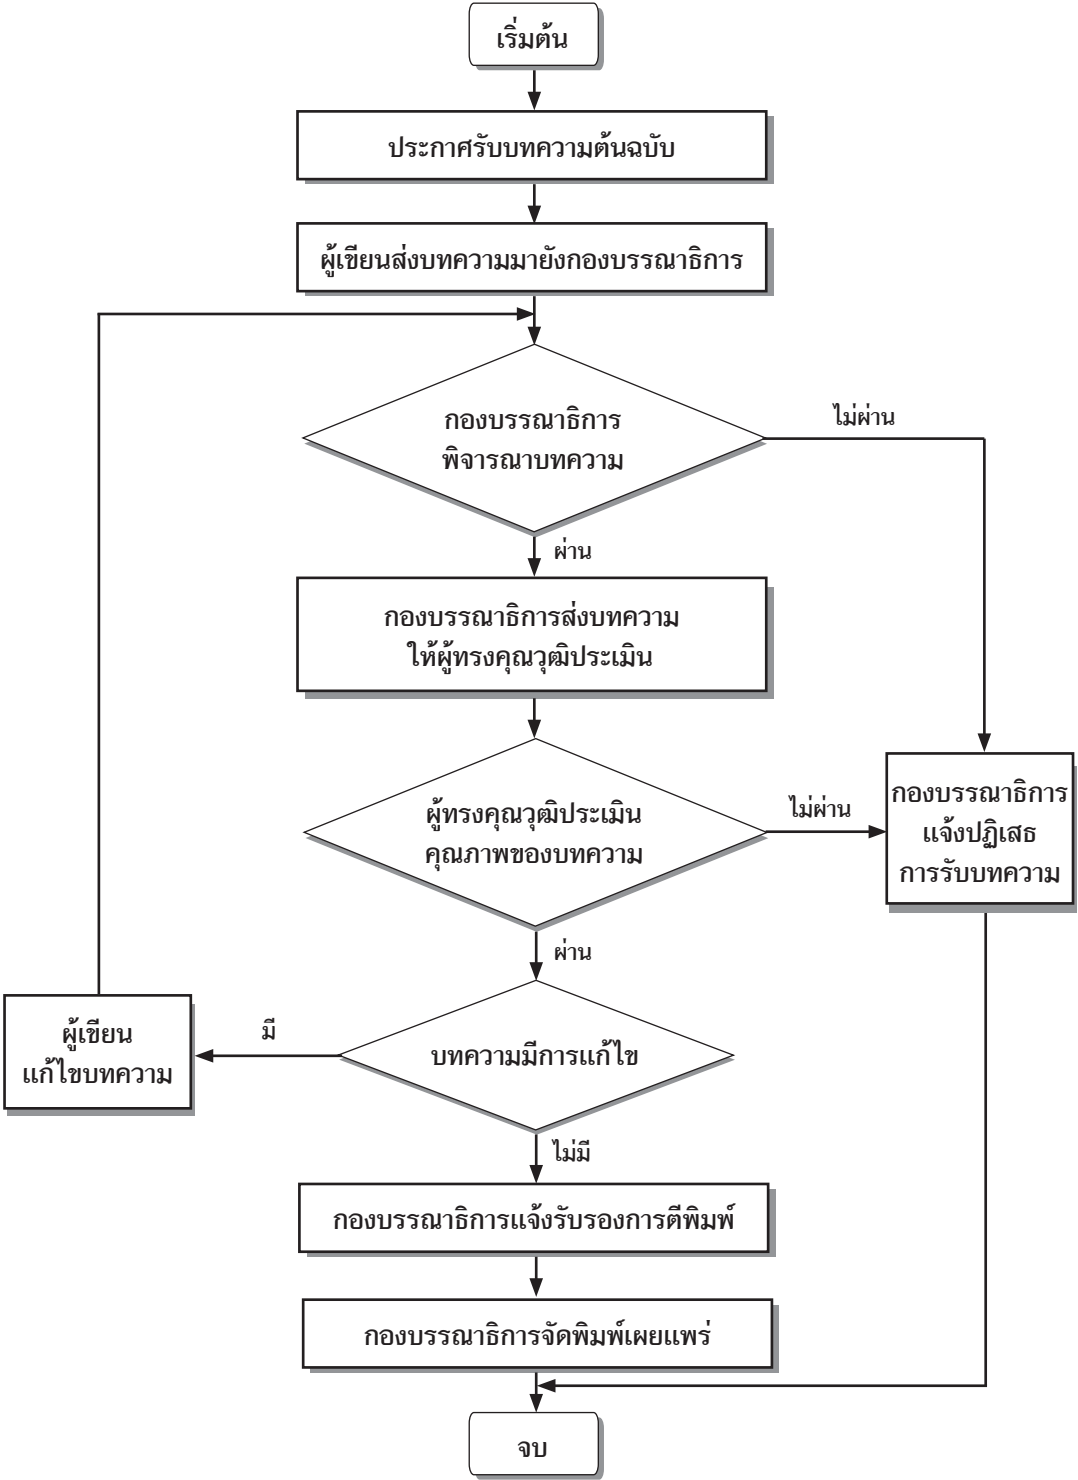 เริ่มต้น
ประกาศรับบทความต้นฉบับ
ผู้เขียนส่งบทความมายังกองบรรณาธิการ
กองบรรณาธิการ
พิจารณาบทความ
ไม่ผ่าน
ผ่าน
กองบรรณาธิการส่งบทความ
ให้ผู้ทรงคุณวุฒิประเมิน
ผู้ทรงคุณวุฒิประเมิน
คุณภาพของบทความ
ไม่ผ่าน
กองบรรณาธิการ
แจ้งปฏิเสธ
การรับบทความ
ผ่าน
บทความมีการแก้ไข
มี
ผู้เขียน
แก้ไขบทความ
ไม่มี
กองบรรณาธิการแจ้งรับรองการตีพิมพ์
กองบรรณาธิการจัดพิมพ์เผยแพร่
จบ